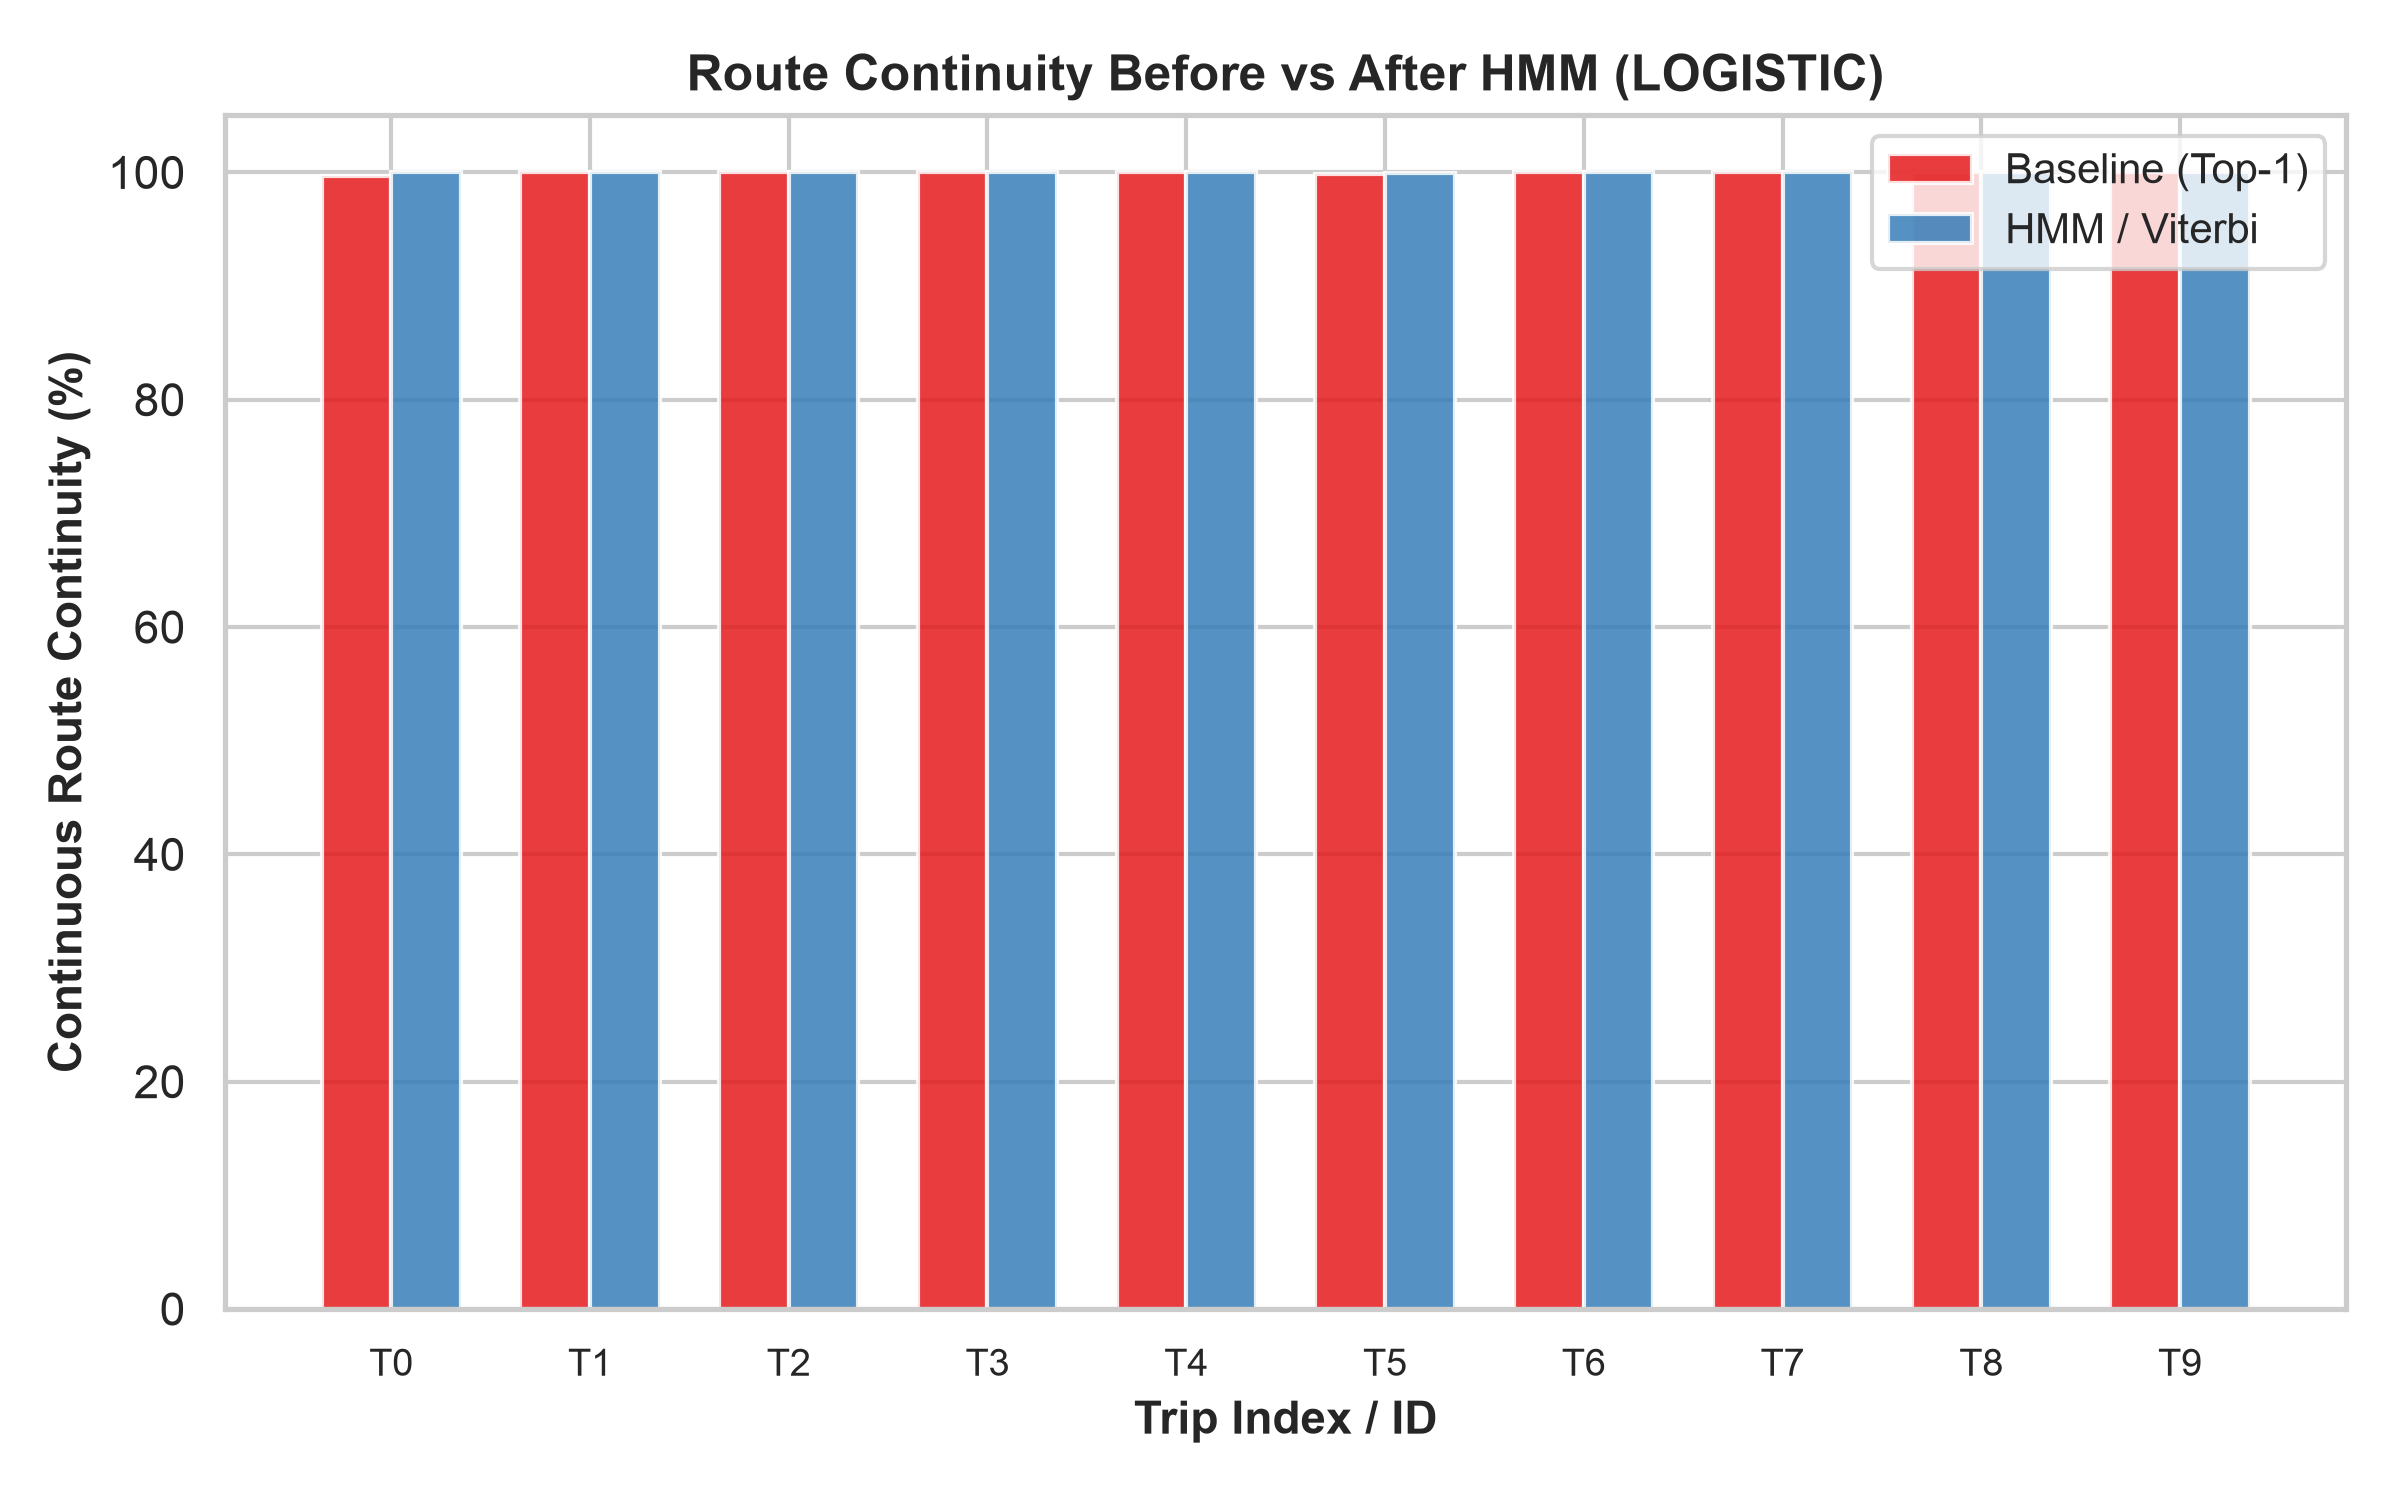 Route Continuity Before vs After HMM (LOGISTIC)
Baseline (Top-1)
HMM / Viterbi
Continuous Route Continuity (%)
100
80
60
40
20
0
T0 T1 T2 T3 T4 T5 T6 T7 T8 T9
Trip Index / ID